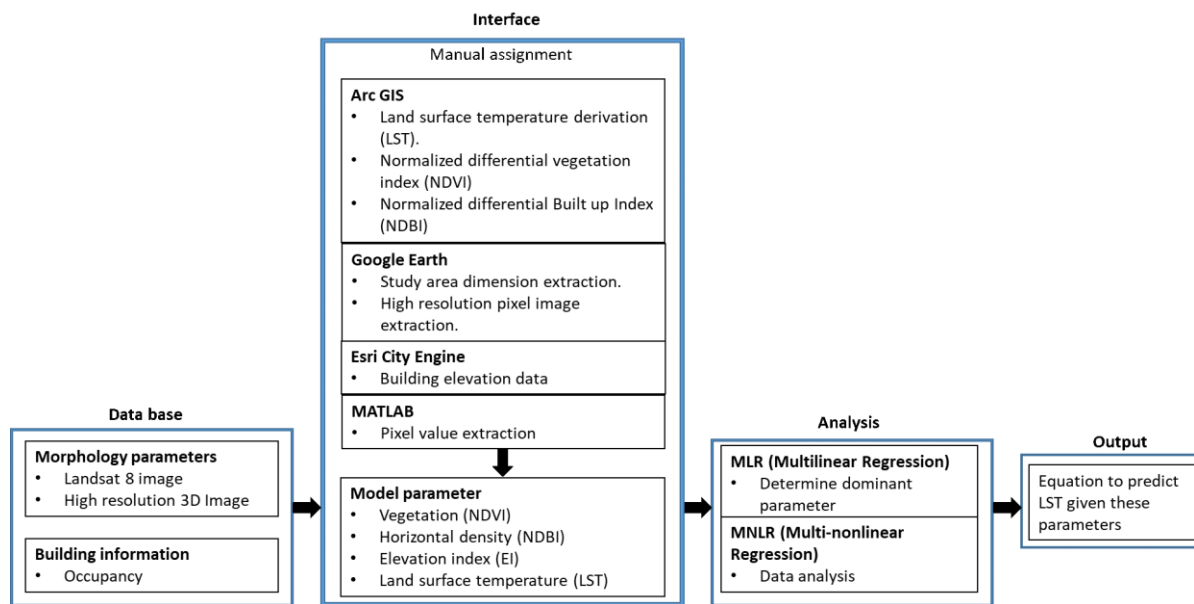 Data base
Morphology parameters
• Landsat 8 image
• High resolution 3D Image
Building information
• Occupancy
Interface
Manual assignment
Arc GIS
• Land surface temperature derivation
(LST).
• Normalized differential vegetation
index (NDVI)
• Normalized differential Built up Index
(NDBI)
Google Earth
• Study area dimension extraction.
• High resolution pixel image
extraction.
Esri City Engine
• Building elevation data
MATLAB
• Pixel value extraction
Model parameter
• Vegetation (NDVI)
• Horizontal density (NDBI)
• Elevation index (EI)
• Land surface temperature (LST)
Analysis
MLR (Multilinear Regression)
• Determine dominant
parameter
MNLR (Multi-nonlinear
Regression)
• Data analysis
Output
Equation to predict
LST given these
parameters